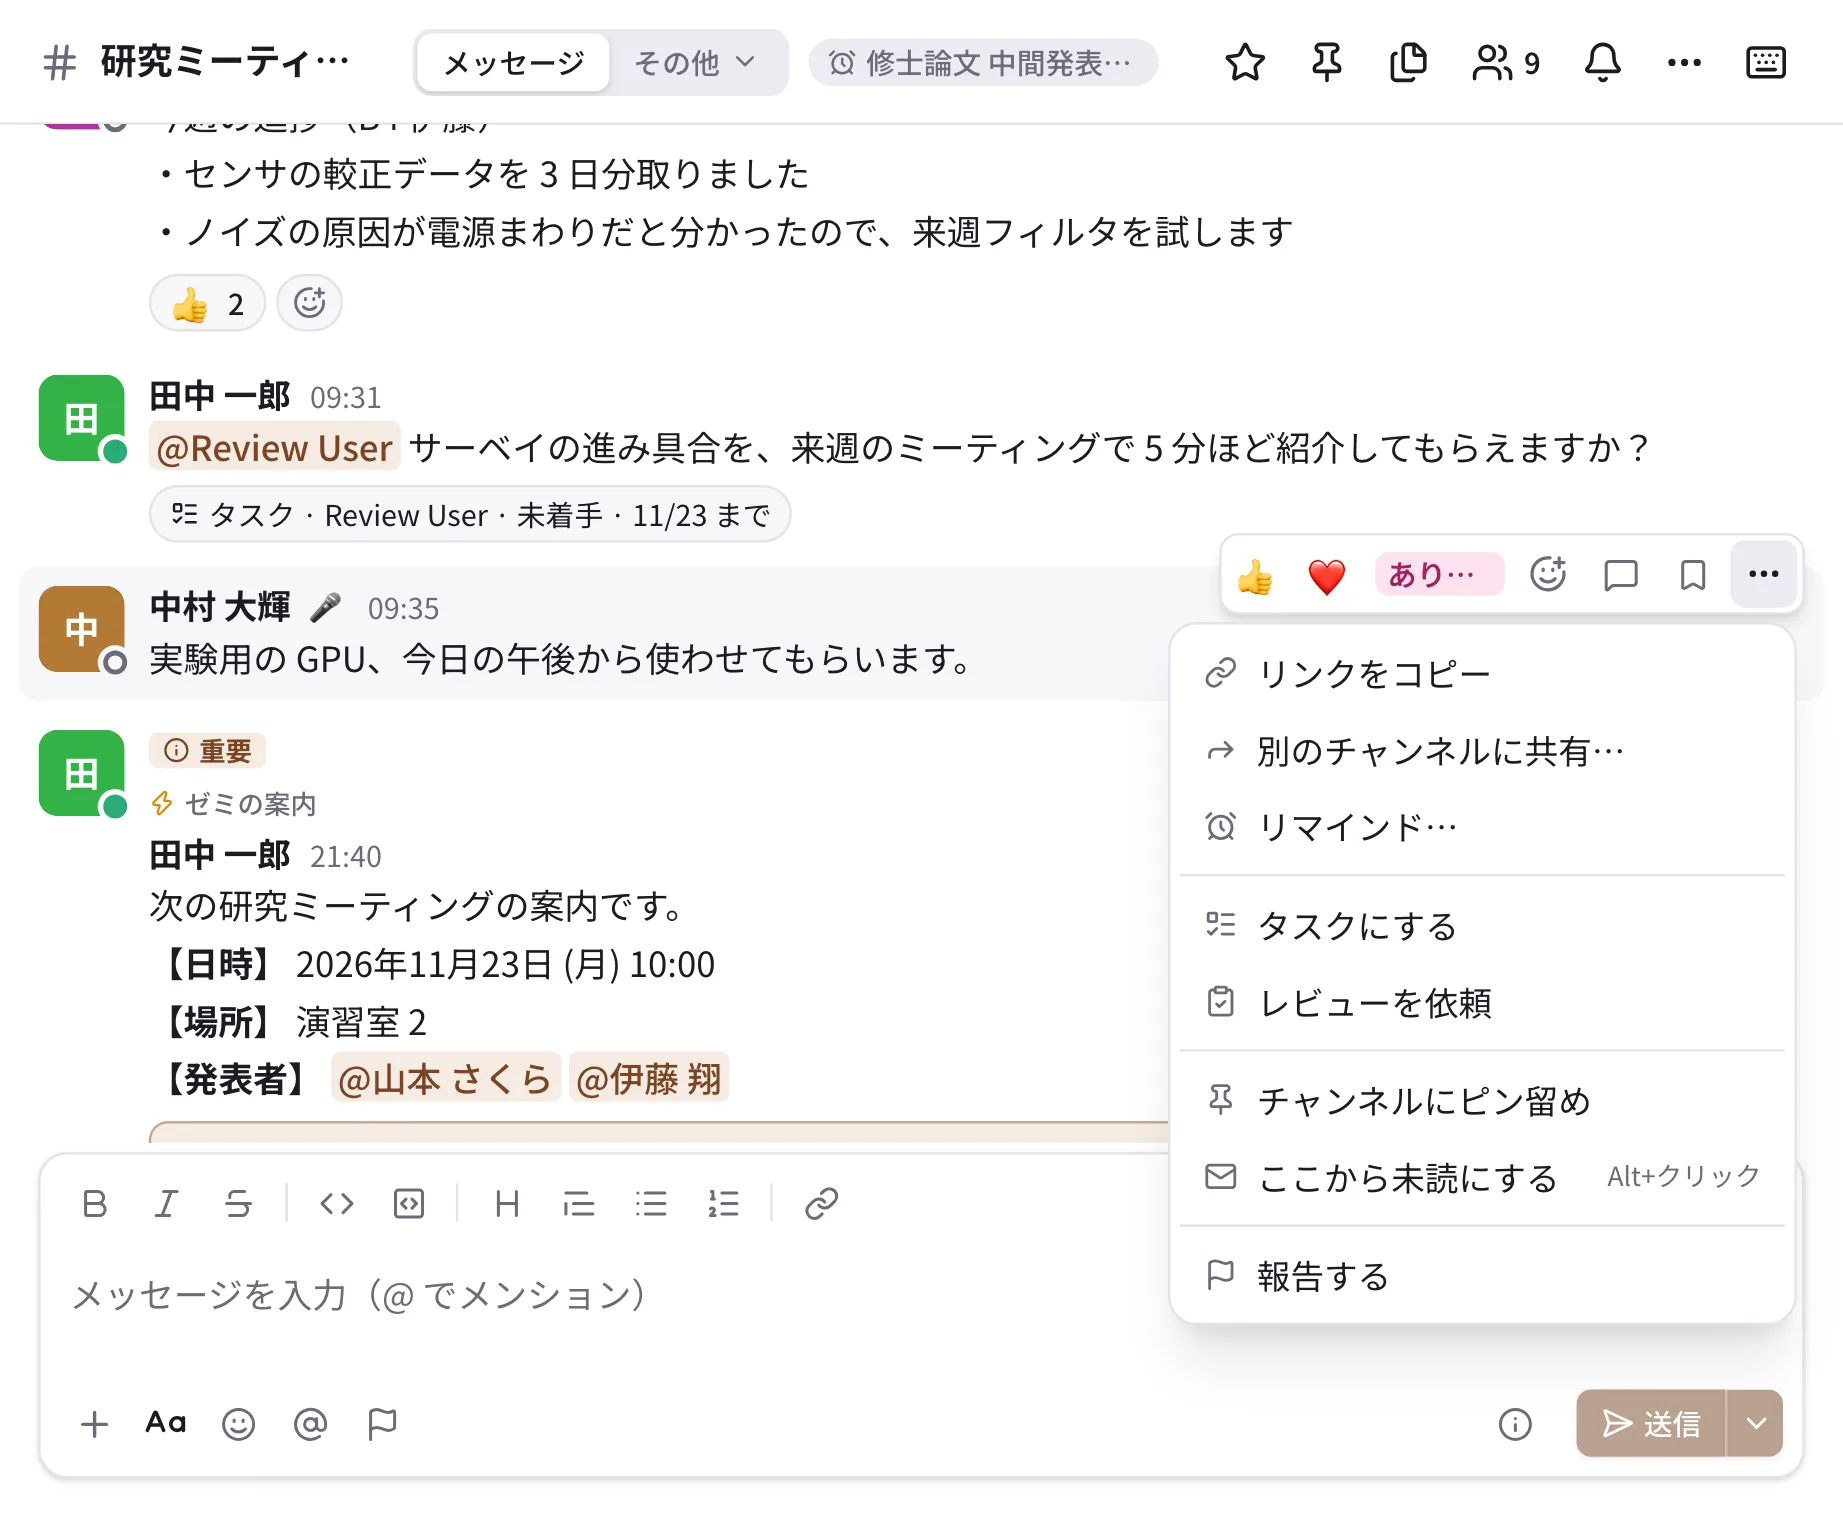 研究ミーティ…
メッセージ
その他
修士論文 中間発表…
9
・センサの較正データを 3 日分取りました
・ノイズの原因が電源まわりだと分かったので、来週フィルタを試します
👍 2
田
田中 一郎 09:31
@Review User サーベイの進み具合を、来週のミーティングで 5 分ほど紹介してもらえますか？
タスク · Review User · 未着手 · 11/23 まで
あり…
中
中村 大輝 🎤 09:35
実験用の GPU、今日の午後から使わせてもらいます。
田
重要
ゼミの案内
田中 一郎 21:40
次の研究ミーティングの案内です。
【日時】 2026年11月23日 (月) 10:00
【場所】 演習室 2
【発表者】 @山本 さくら @伊藤 翔
リンクをコピー
別のチャンネルに共有…
リマインド…
タスクにする
レビューを依頼
チャンネルにピン留め
ここから未読にする Alt+クリック
報告する
メッセージを入力（@ でメンション）
Aa
送信